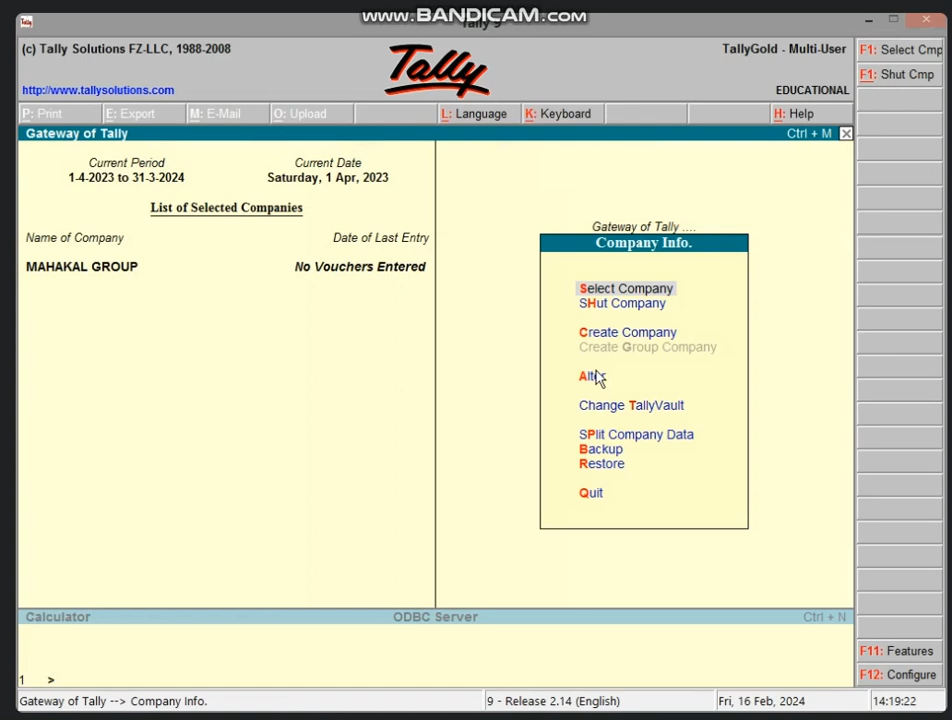 WWW.BANDICAM.COM
Tally 9
(c) Tally Solutions FZ-LLC, 1988-2008
Tally
TallyGold - Multi-User
http://www.tallysolutions.com
EDUCATIONAL
F1: Select Cmp
F1: Shut Cmp
P: Print
E: Export
M: E-Mail
O: Upload
L: Language
K: Keyboard
H: Help
Gateway of Tally
Ctrl + M
Current Period
Current Date
1-4-2023 to 31-3-2024
Saturday, 1 Apr, 2023
List of Selected Companies
Name of Company
Date of Last Entry
MAHAKAL GROUP
No Vouchers Entered
Gateway of Tally ....
Company Info.
Select Company
SHut Company
Create Company
Create Group Company
Alter
Change TallyVault
SPlit Company Data
Backup
Restore
Quit
Calculator
ODBC Server
Ctrl + N
1 >
F11: Features
F12: Configure
Gateway of Tally --> Company Info.
9 - Release 2.14 (English)
Fri, 16 Feb, 2024
14:19:22